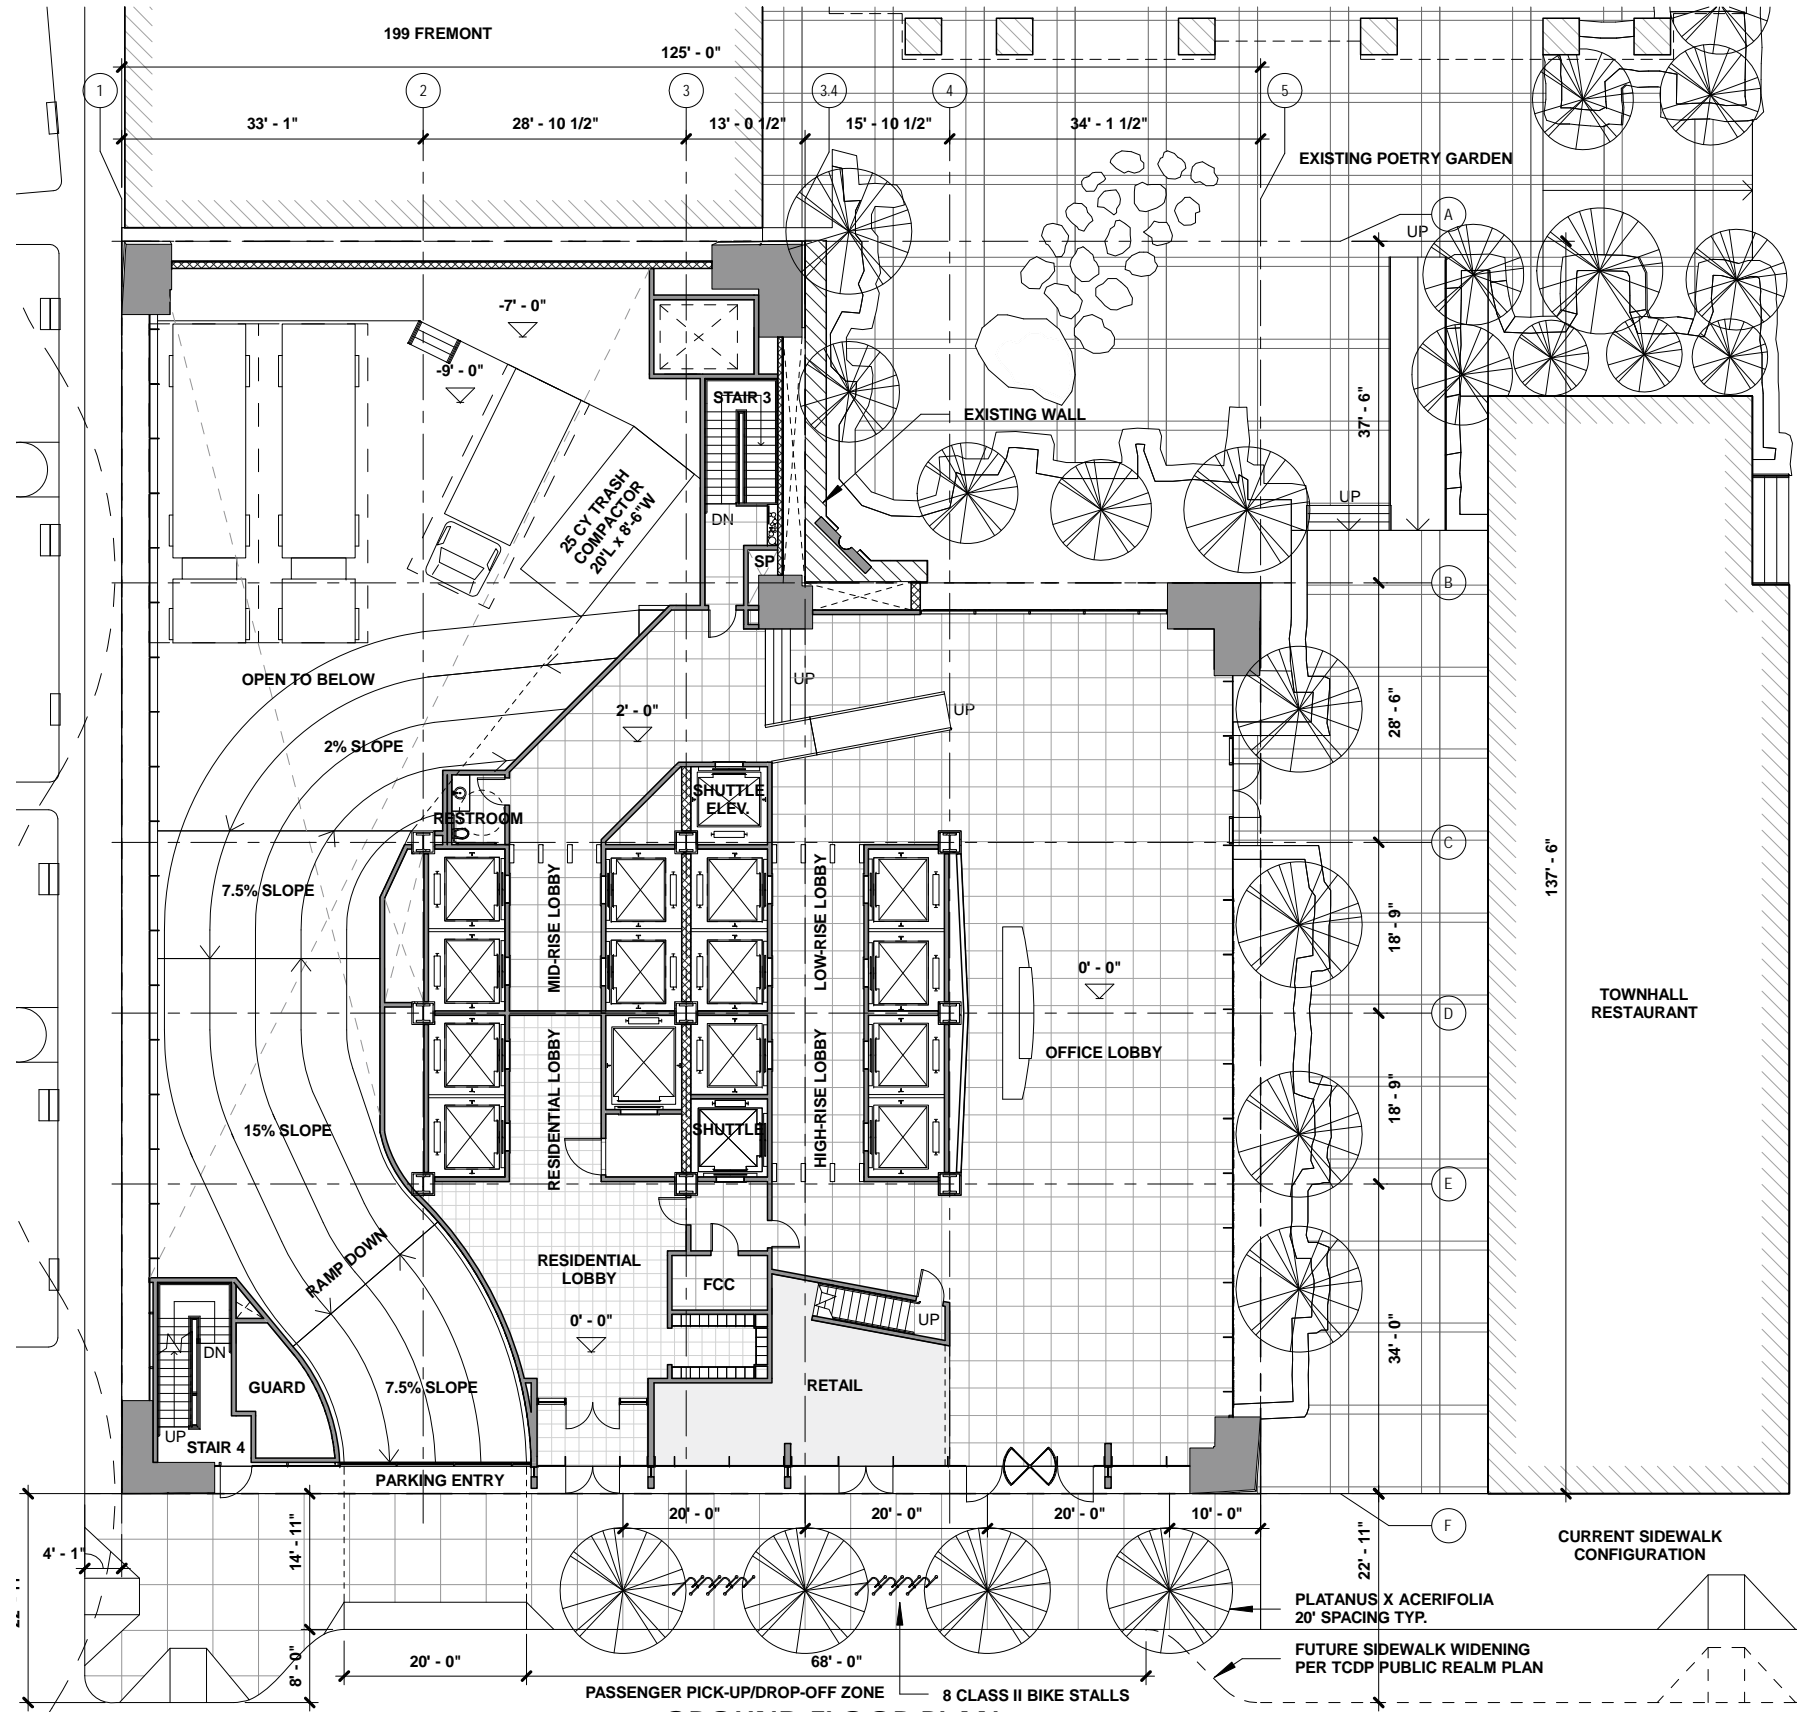 199 FREMONT
125' - 0"
1
2
3
3.4
4
5
33' - 1"
28' - 10 1/2"
13' - 0 1/2"
15' - 10 1/2"
34' - 1 1/2"
EXISTING POETRY GARDEN
A
UP
-7' - 0"
-9' - 0"
STAIR 3
EXISTING WALL
37' - 6"
UP
25 CY TRASH
COMPACTOR
20'L x 8'-6"W
DN
SP
B
OPEN TO BELOW
UP
UP
2' - 0"
28' - 6"
2% SLOPE
SHUTTLE
ELEV.
RESTROOM
C
7.5% SLOPE
MID-RISE LOBBY
LOW-RISE LOBBY
137' - 6"
18' - 9"
0' - 0"
TOWNHALL
RESTAURANT
D
OFFICE LOBBY
RESIDENTIAL LOBBY
HIGH-RISE LOBBY
18' - 9"
15% SLOPE
SHUTTLE
E
RAMP DOWN
RESIDENTIAL
LOBBY
FCC
0' - 0"
UP
34' - 0"
DN
GUARD
7.5% SLOPE
RETAIL
UP
STAIR 4
PARKING ENTRY
20' - 0"
20' - 0"
20' - 0"
10' - 0"
F
CURRENT SIDEWALK
CONFIGURATION
4' - 1"
14' - 11"
22' - 11"
PLATANUS X ACERIFOLIA
20' SPACING TYP.
8' - 0"
20' - 0"
68' - 0"
FUTURE SIDEWALK WIDENING
PER TCDP PUBLIC REALM PLAN
PASSENGER PICK-UP/DROP-OFF ZONE
8 CLASS II BIKE STALLS
GROUND FLOOR PLAN